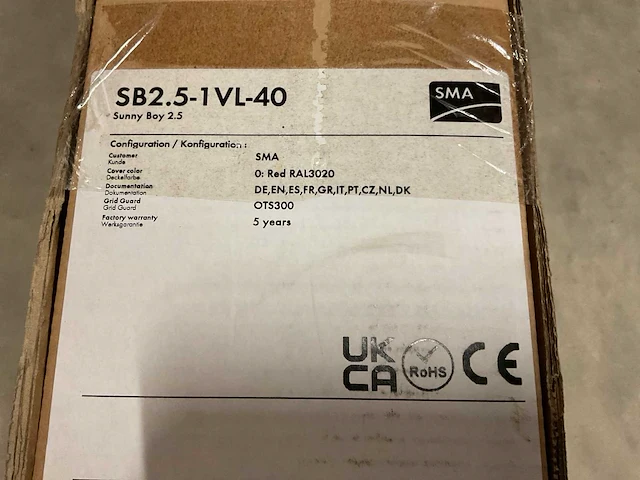 SB2.5-1VL-40
Sunny Boy 2.5
SMA
Configuration / Konfiguration :
Customer SMA
Kunde
Cover color 0: Red RAL3020
Deckelfarbe
Documentation DE,EN,ES,FR,GR,IT,PT,CZ,NL,DK
Dokumentation
Grid Guard OTS300
Grid Guard
Factory warranty 5 years
Werksgarantie
UK
CA
RoHS
CE